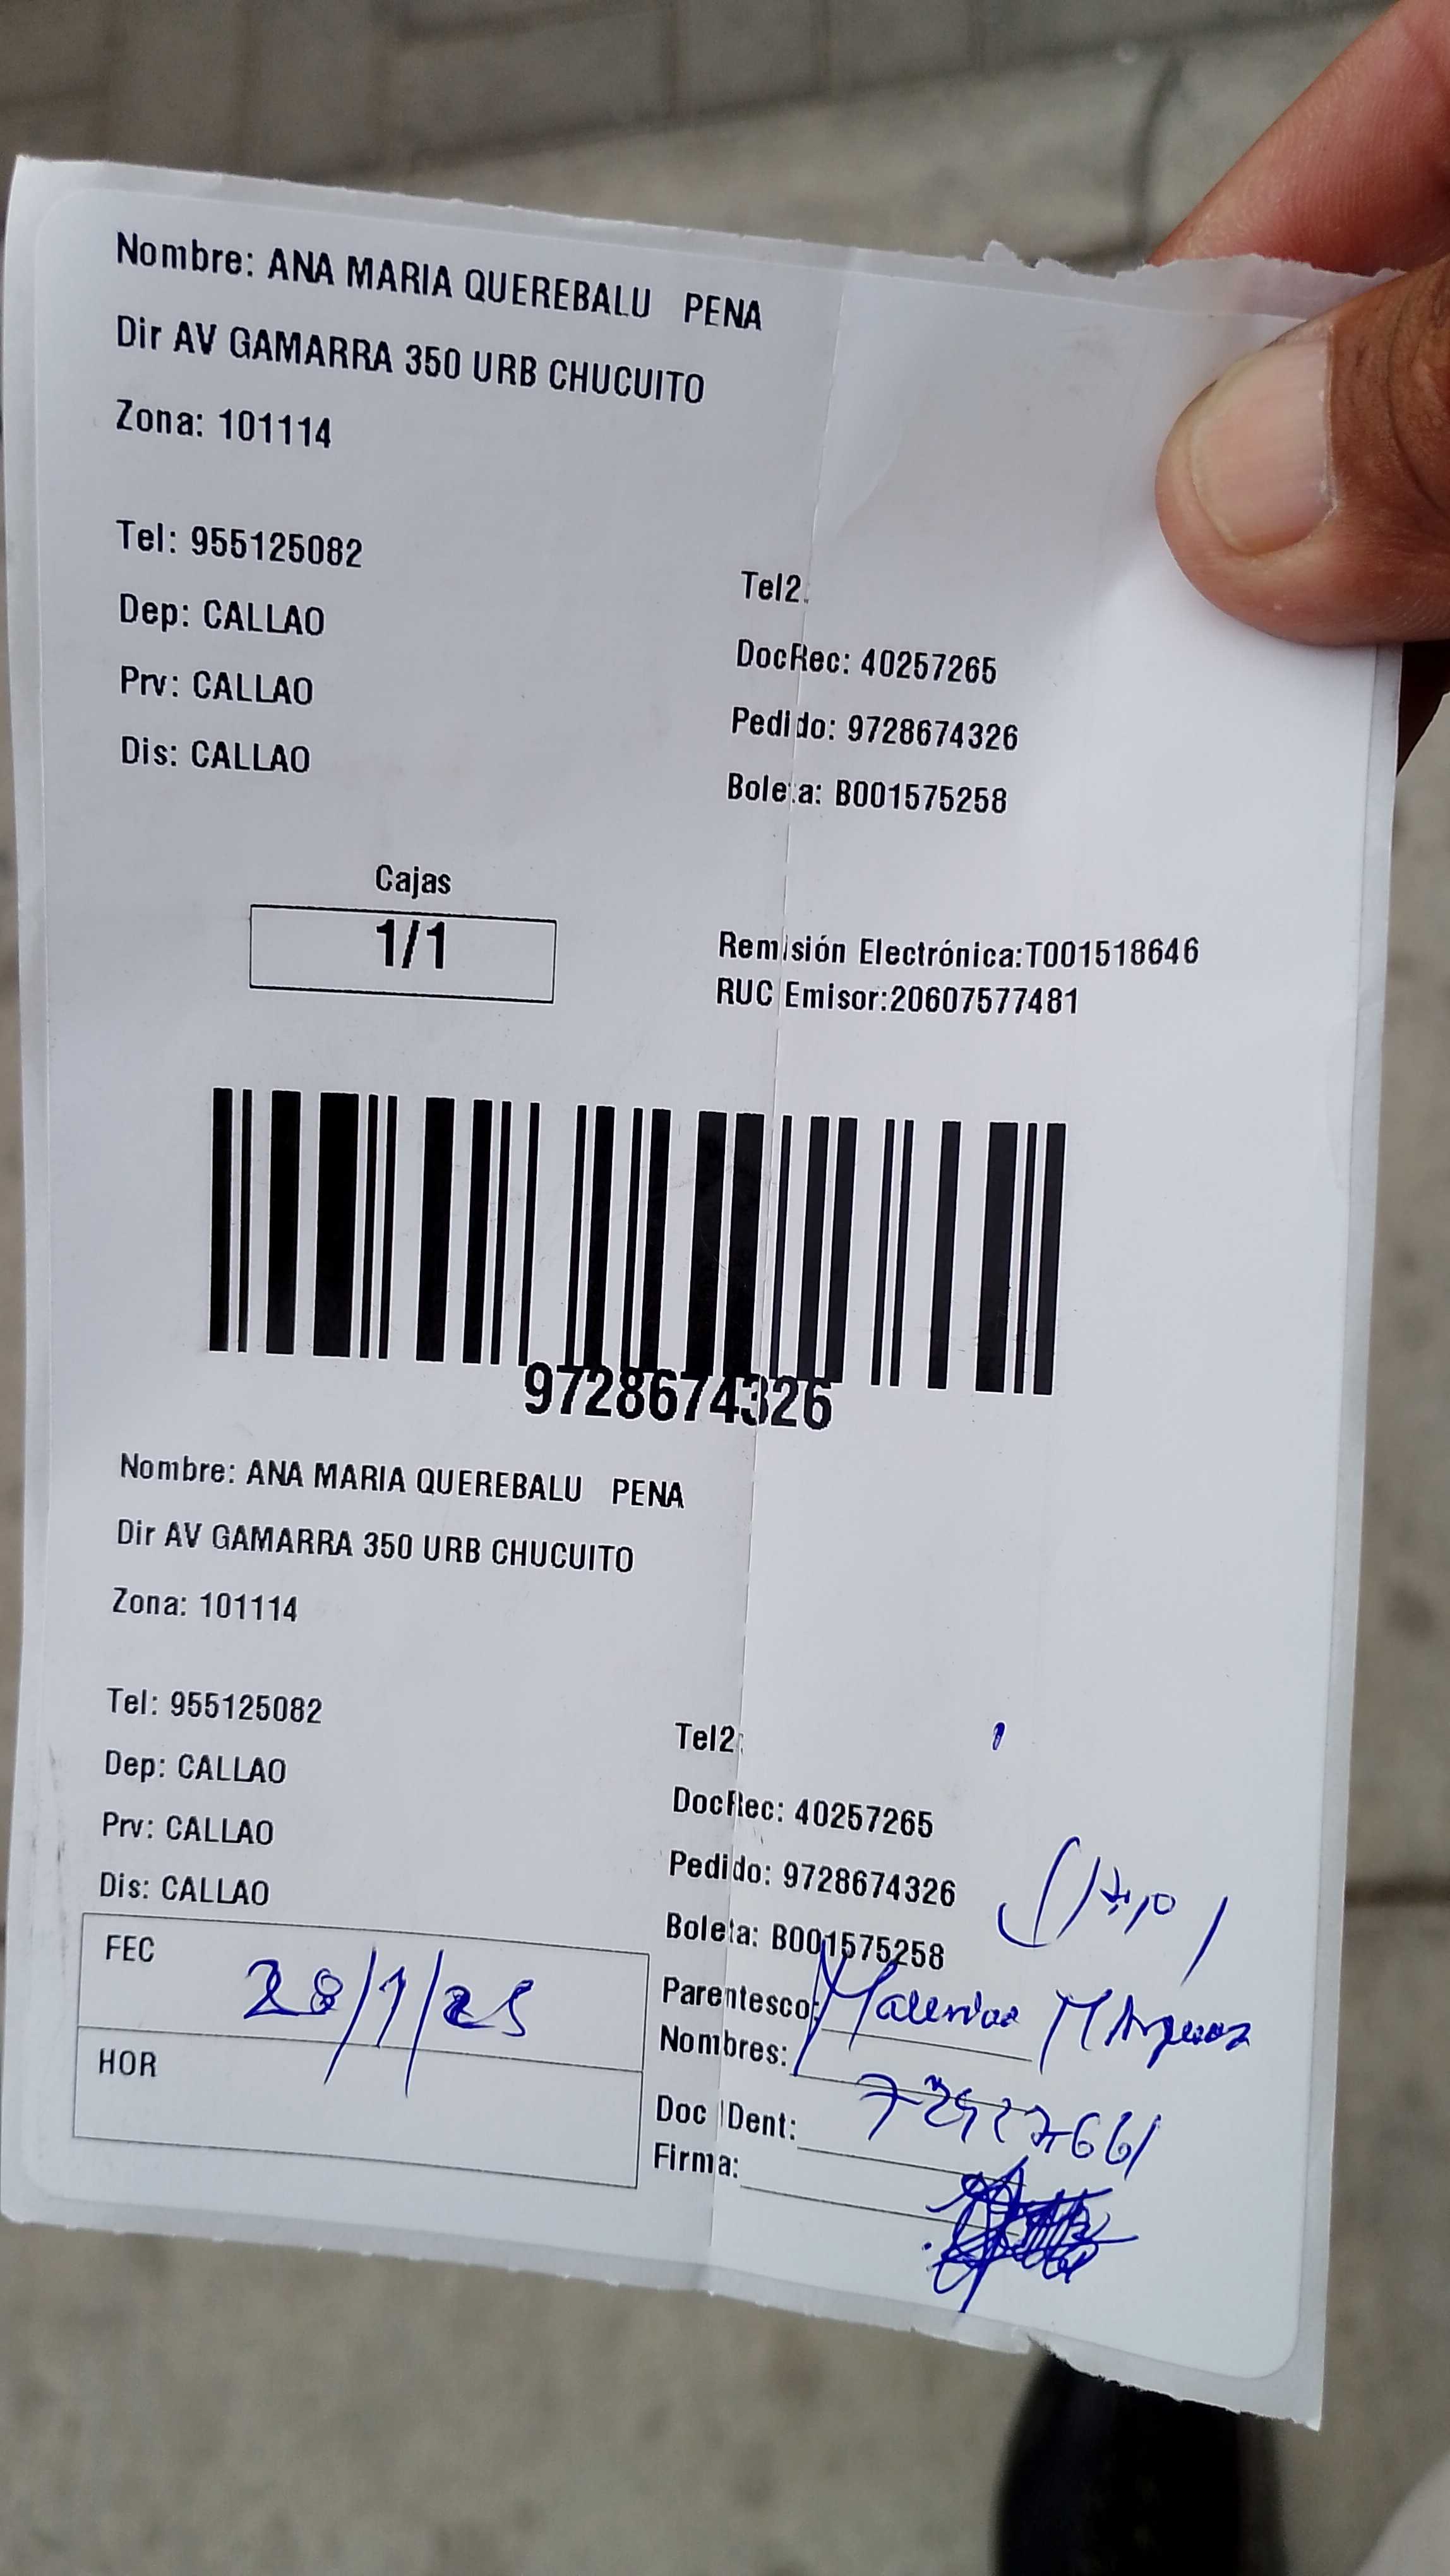 Nombre: ANA MARIA QUEREBALU PENA
Dir AV GAMARRA 350 URB CHUCUITO
Zona: 101114
Tel: 955125082
Tel2:
Dep: CALLAO
DocRec: 40257265
Prv: CALLAO
Pedido: 9728674326
Dis: CALLAO
Boleta: B001575258
Cajas
1/1
Remisión Electrónica:T001518646
RUC Emisor:20607577481
9728674326
Nombre: ANA MARIA QUEREBALU PENA
Dir AV GAMARRA 350 URB CHUCUITO
Zona: 101114
Tel: 955125082
Tel2:
Dep: CALLAO
DocRec: 40257265
Prv: CALLAO
Pedido: 9728674326
Dis: CALLAO
Boleta: B001575258
FEC 28/1/25
Parentesco:
Nombres:
HOR
Doc IDent:
Firma: